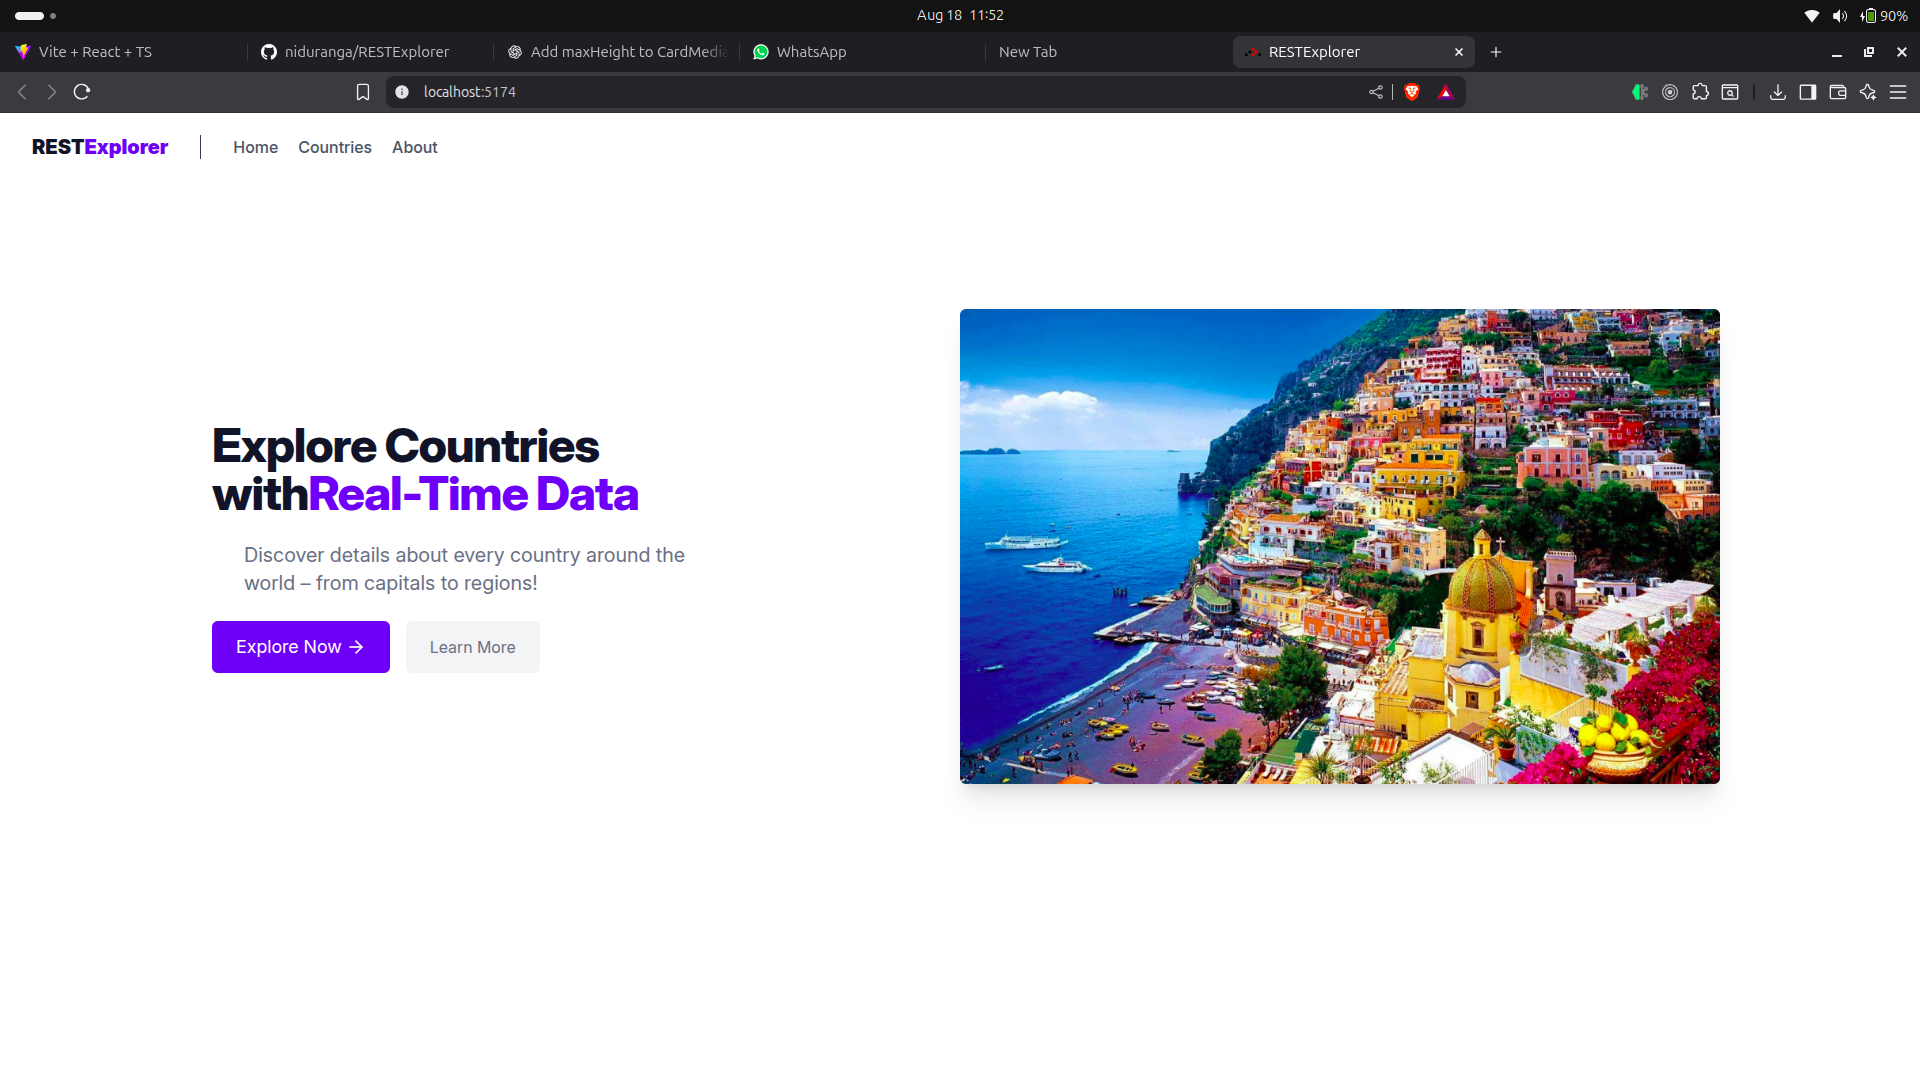 Aug 18 11:52
90%
Vite + React + TS
niduranga/RESTExplorer
Add maxHeight to CardMedia
WhatsApp
New Tab
RESTExplorer
localhost:5174
RESTExplorer
Home
Countries
About
Explore Countries
withReal-Time Data
Discover details about every country around the
world – from capitals to regions!
Explore Now →
Learn More